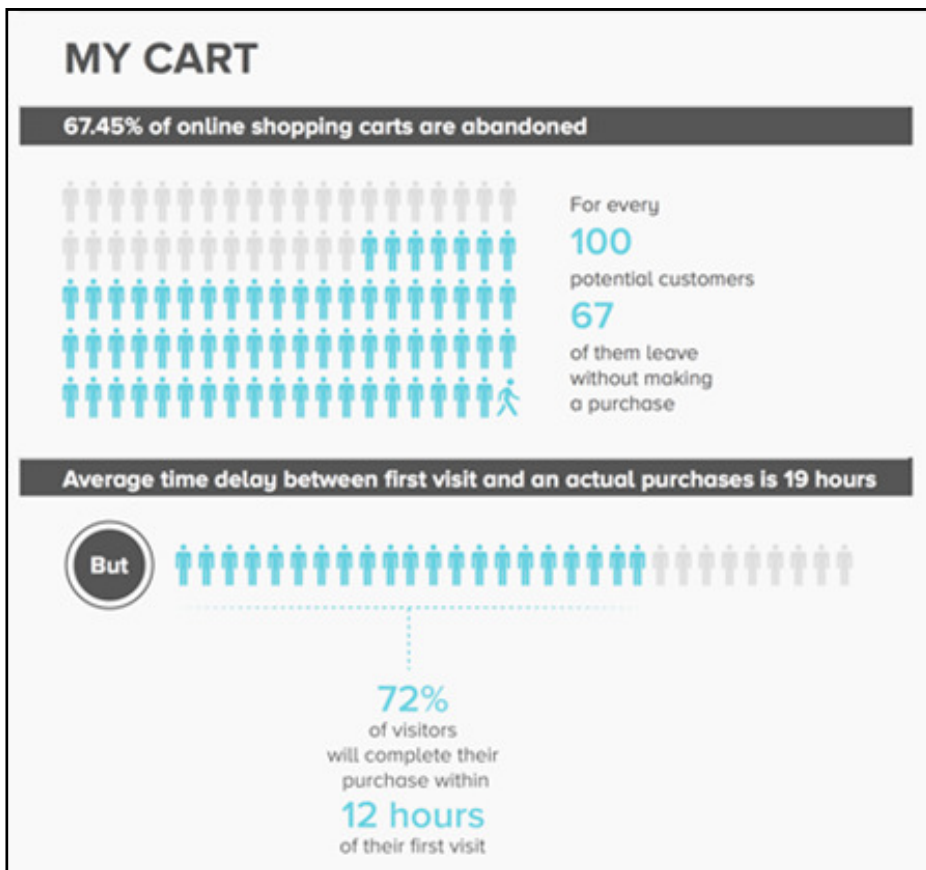 MY CART
67.45% of online shopping carts are abandoned
For every
100
potential customers
67
of them leave
without making
a purchase
Average time delay between first visit and an actual purchases is 19 hours
But
72%
of visitors
will complete their
purchase within
12 hours
of their first visit